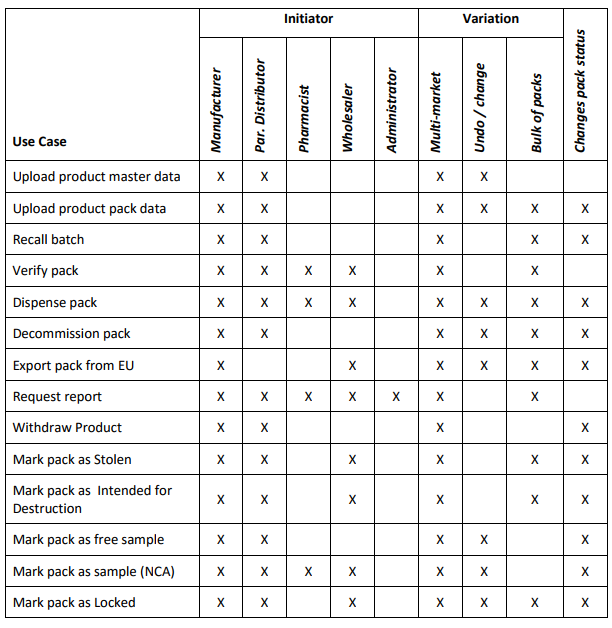 Initiator Variation
Use Case Manufacturer Par. Distributor Pharmacist Wholesaler Administrator Multi-market Undo / change Bulk of packs Changes pack status
Upload product master data X X X X
Upload product pack data X X X X X X
Recall batch X X X X X
Verify pack X X X X X X
Dispense pack X X X X X X X X
Decommission pack X X X X X X
Export pack from EU X X X X X X
Request report X X X X X X X
Withdraw Product X X X X
Mark pack as Stolen X X X X X X
Mark pack as Intended for
Destruction X X X X X X
Mark pack as free sample X X X X X
Mark pack as sample (NCA) X X X X X X X
Mark pack as Locked X X X X X X X